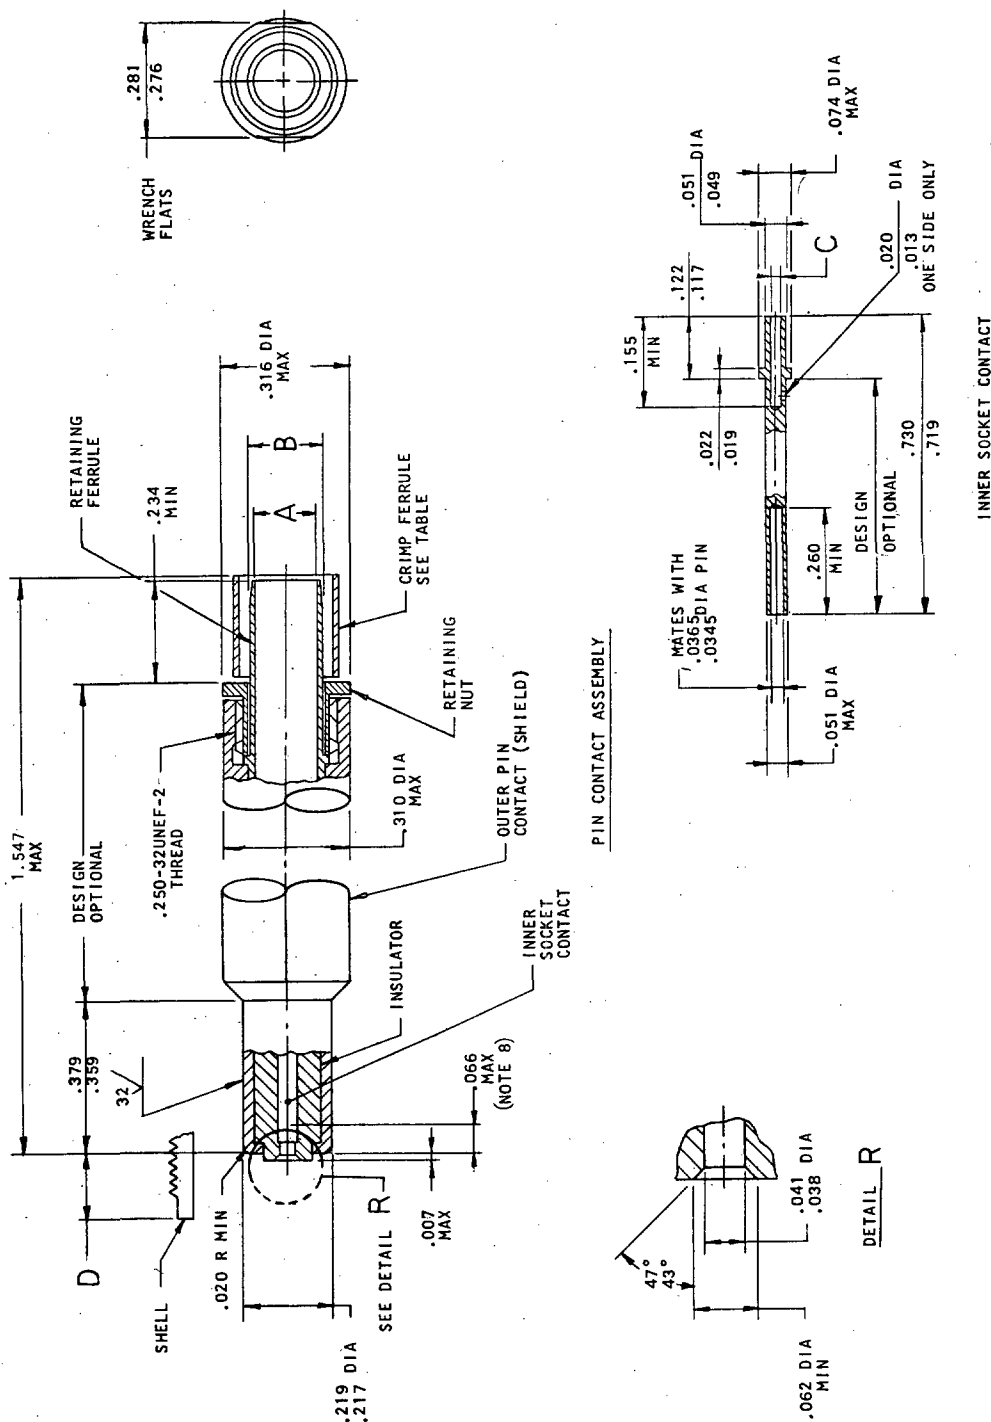 .281
.276
WRENCH
FLATS
1.547
MAX
RETAINING
FERRULE
.234
MIN
.316 DIA
MAX
A
B
CRIMP FERRULE
SEE TABLE
RETAINING
NUT
DESIGN
OPTIONAL
.250-32UNEF-2
THREAD
.310 DIA
MAX
OUTER PIN
CONTACT (SHIELD)
INNER
SOCKET
CONTACT
INSULATOR
.379
.359
32
.066
MAX
(NOTE 8)
.007
MAX
D
SHELL
.020 R MIN
SEE DETAIL R
.219 DIA
.217
PIN CONTACT ASSEMBLY
.074 DIA
MAX
.051 DIA
.049
.122
.117
.155
MIN
C
.020 DIA
.013
ONE SIDE ONLY
.022
.019
.730
.719
DESIGN
OPTIONAL
.260
MIN
MATES WITH
.0365 DIA PIN
.0345
.051 DIA
MAX
INNER SOCKET CONTACT
47°
43°
.041 DIA
.038
.062 DIA
MIN
DETAIL R